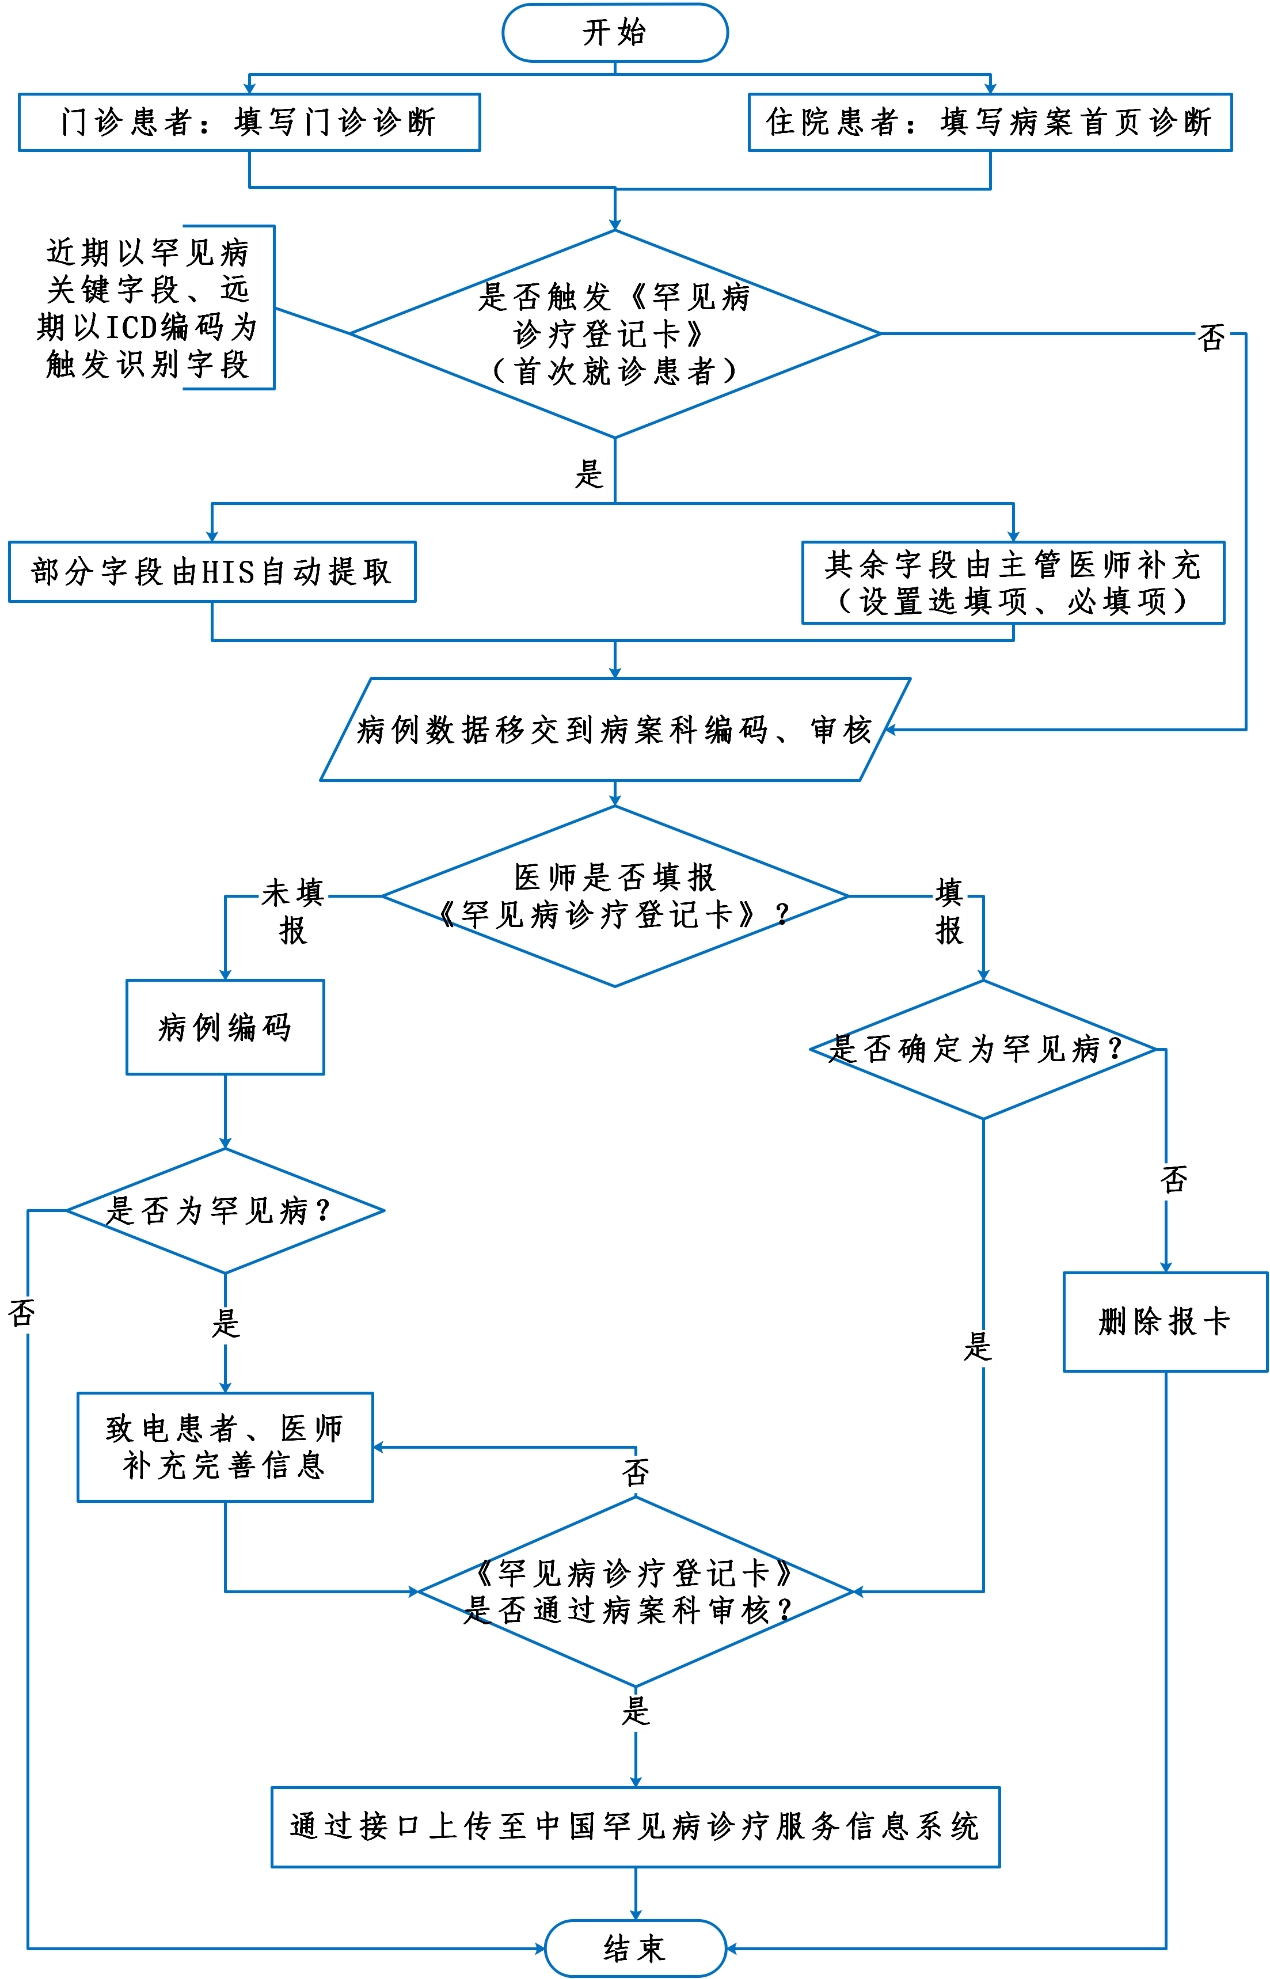 开始
门诊患者：填写门诊诊断
住院患者：填写病案首页诊断
近期以罕见病
关键字段、远
期以ICD编码为
触发识别字段
是否触发《罕见病
诊疗登记卡》
（首次就诊患者）
否
是
部分字段由HIS自动提取
其余字段由主管医师补充
（设置选填项、必填项）
病例数据移交到病案科编码、审核
医师是否填报
《罕见病诊疗登记卡》？
未填
报
填
报
病例编码
是否确定为罕见病？
否
是否为罕见病？
否
是
是
删除报卡
致电患者、医师
补充完善信息
否
《罕见病诊疗登记卡》
是否通过病案科审核？
是
通过接口上传至中国罕见病诊疗服务信息系统
结束